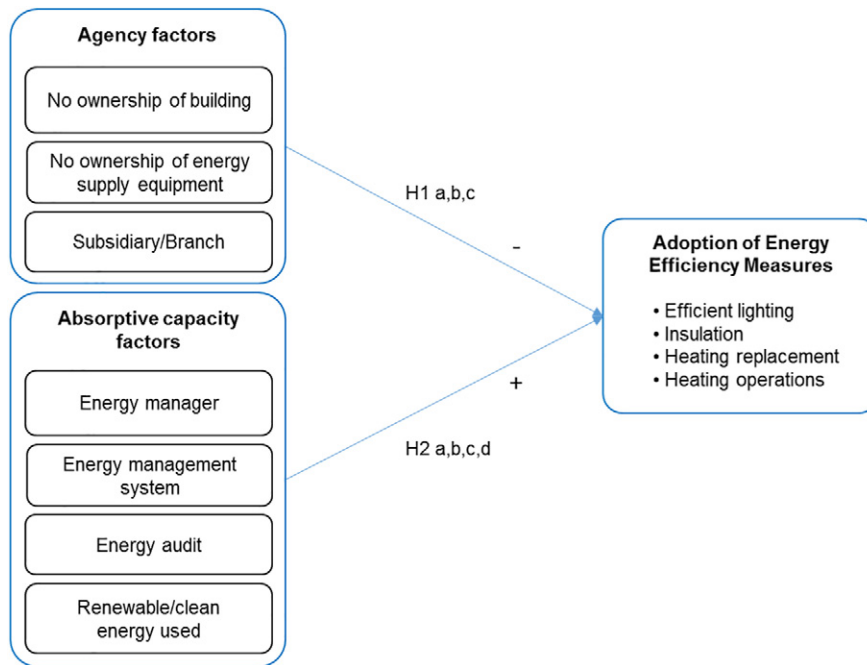 Agency factors
No ownership of building
No ownership of energy
supply equipment
Subsidiary/Branch
Absorptive capacity
factors
Energy manager
Energy management
system
Energy audit
Renewable/clean
energy used
H1 a,b,c
-
+
H2 a,b,c,d
Adoption of Energy
Efficiency Measures
• Efficient lighting
• Insulation
• Heating replacement
• Heating operations